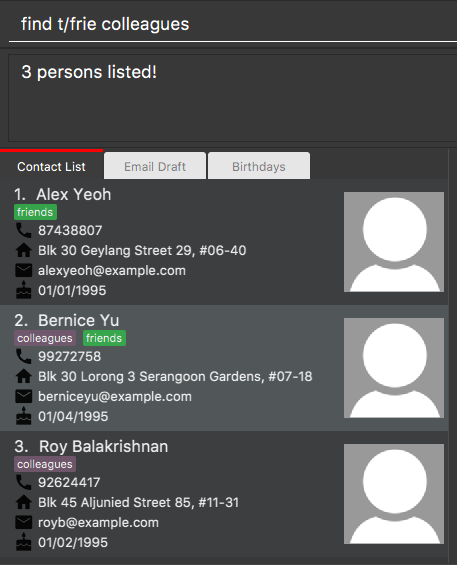 find t/frie colleagues
3 persons listed!
Contact List
Email Draft
Birthdays
1. Alex Yeoh
friends
87438807
Blk 30 Geylang Street 29, #06-40
alexyeoh@example.com
01/01/1995
2. Bernice Yu
colleagues friends
99272758
Blk 30 Lorong 3 Serangoon Gardens, #07-18
berniceyu@example.com
01/04/1995
3. Roy Balakrishnan
colleagues
92624417
Blk 45 Aljunied Street 85, #11-31
royb@example.com
01/02/1995